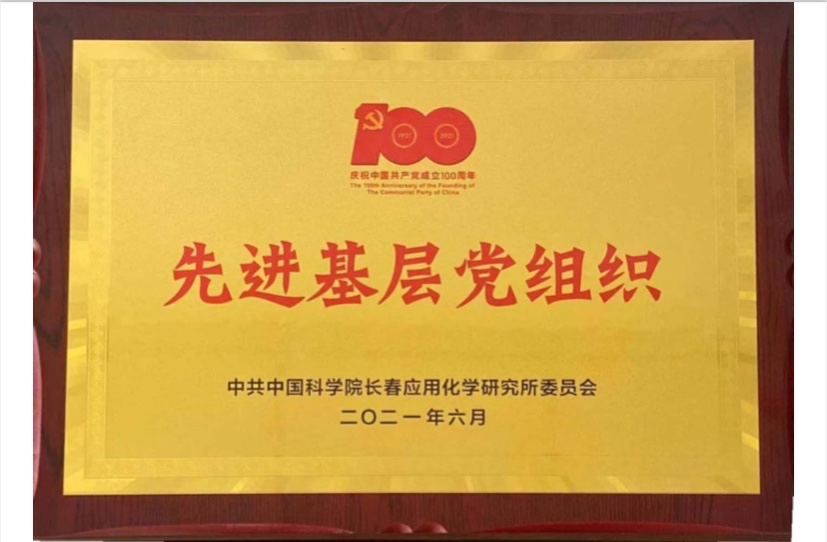 100
1921 2021
庆祝中国共产党成立100周年
The 100th Anniversary of the Founding of
The Communist Party of China
先进基层党组织
中共中国科学院长春应用化学研究所委员会
二〇二一年六月